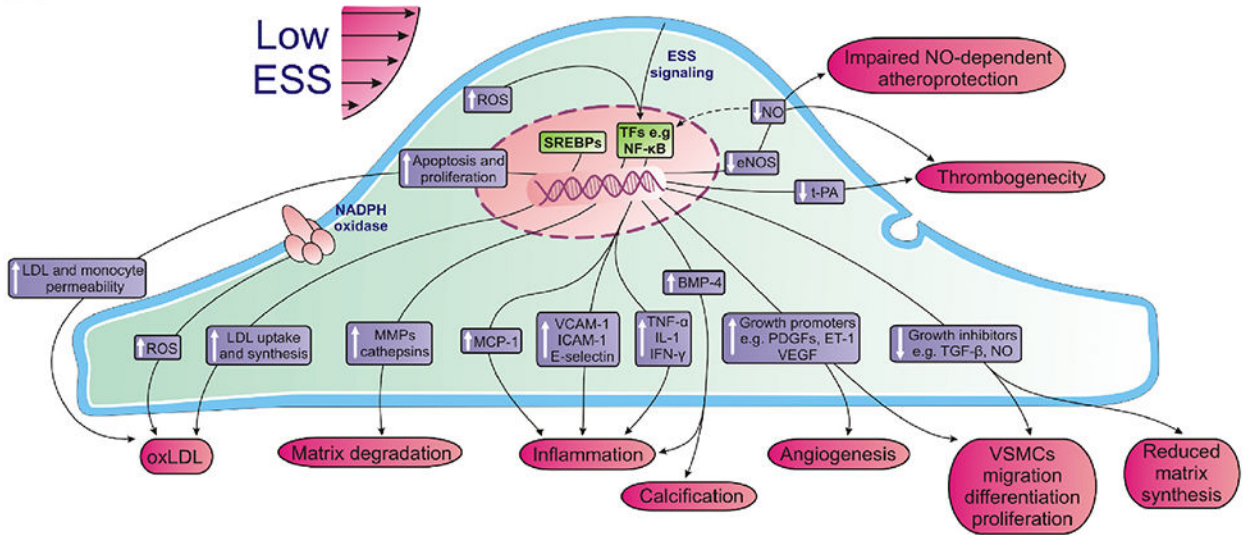 Low
ESS
ESS
signaling
Impaired NO-dependent
atheroprotection
ROS
NO
SREBPs
TFs e.g
NF-κB
Apoptosis and
proliferation
eNOS
t-PA
Thrombogenecity
NADPH
oxidase
LDL and monocyte
permeability
BMP-4
ROS
LDL uptake
and synthesis
MMPs
cathepsins
MCP-1
VCAM-1
ICAM-1
E-selectin
TNF-α
IL-1
IFN-γ
Growth promoters
e.g. PDGFs, ET-1
VEGF
Growth inhibitors
e.g. TGF-β, NO
oxLDL
Matrix degradation
Inflammation
Calcification
Angiogenesis
VSMCs
migration
differentiation
proliferation
Reduced
matrix
synthesis